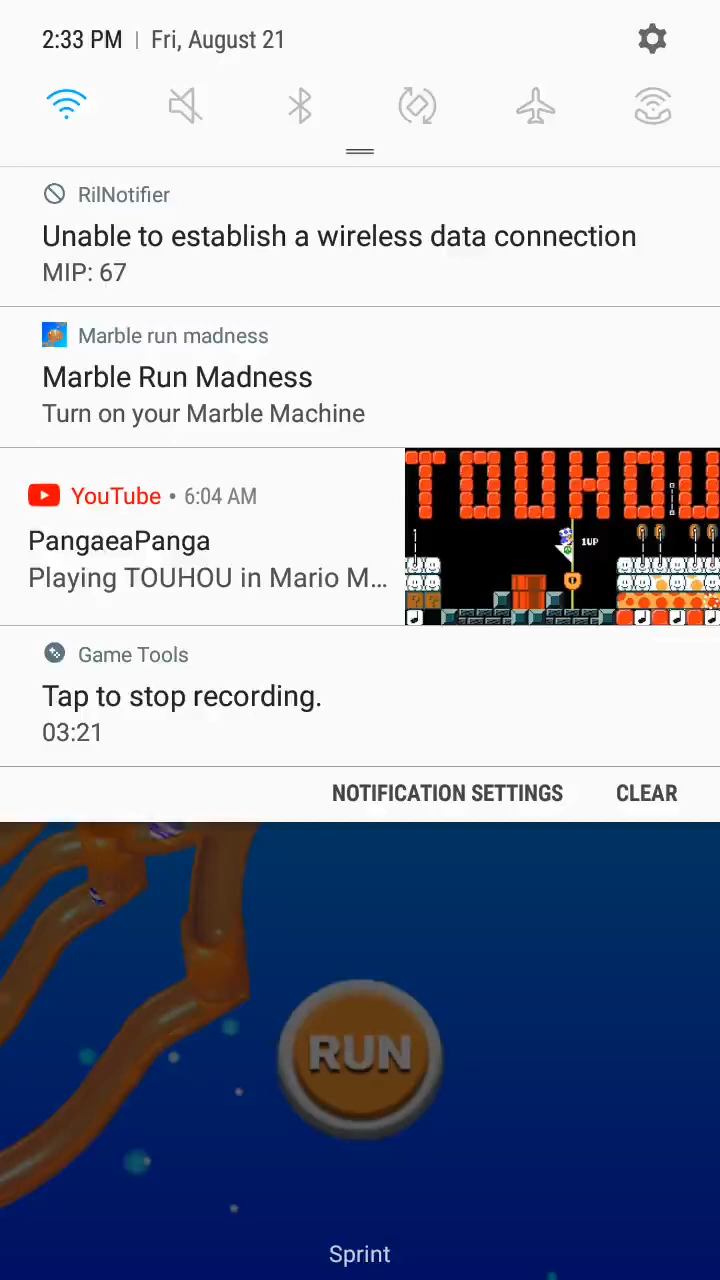 2:33 PM | Fri, August 21
RilNotifier
Unable to establish a wireless data connection
MIP: 67
Marble run madness
Marble Run Madness
Turn on your Marble Machine
YouTube • 6:04 AM
PangaeaPanga
Playing TOUHOU in Mario M...
TOUHOU
1UP
Game Tools
Tap to stop recording.
03:21
NOTIFICATION SETTINGS CLEAR
RUN
Sprint